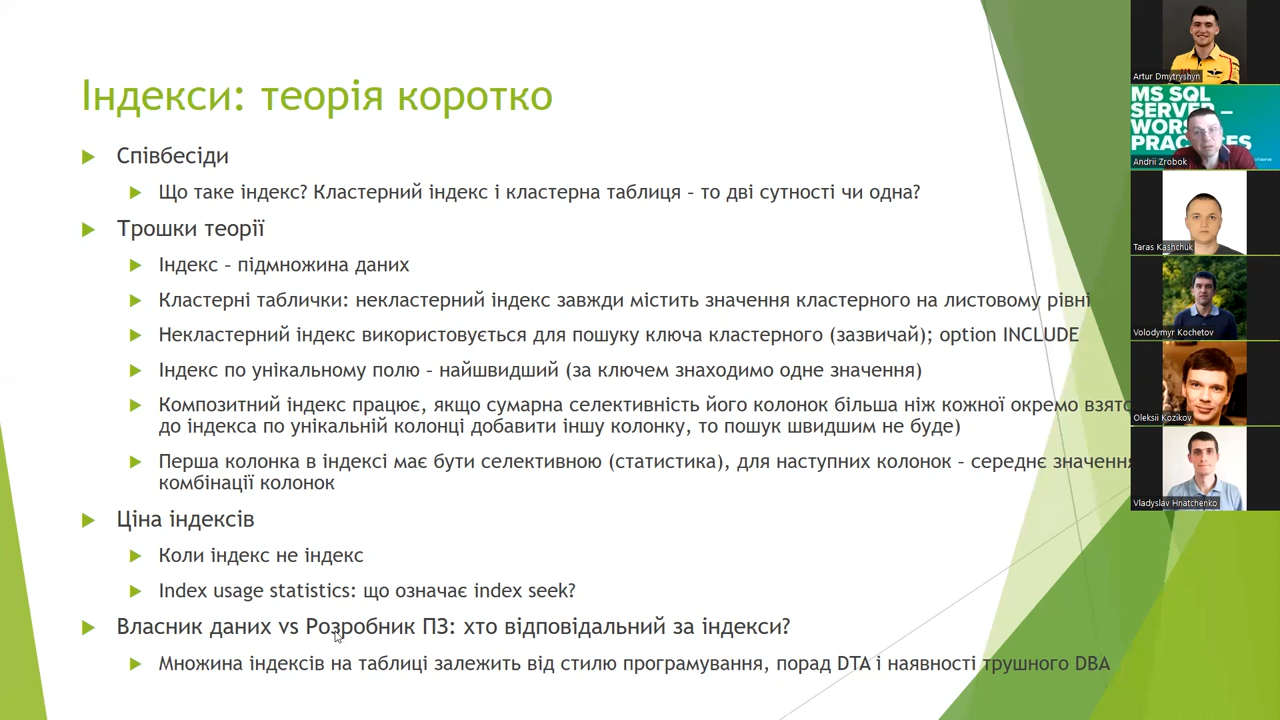 Індекси: теорія коротко
Співбесіди
Що таке індекс? Кластерний індекс і кластерна таблиця – то дві сутності чи одна?
Трошки теорії
Індекс – підмножина даних
Кластерні таблички: некластерний індекс завжди містить значення кластерного на листовому рівні
Некластерний індекс використовується для пошуку ключа кластерного (зазвичай); option INCLUDE
Індекс по унікальному полю – найшвидший (за ключем знаходимо одне значення)
Композитний індекс працює, якщо сумарна селективність його колонок більша ніж кожної окремо
до індекса по унікальній колонці добавити іншу колонку, то пошук швидшим не буде)
Перша колонка в індексі має бути селективною (статистика), для наступних колонок – середнє значення
комбінації колонок
Ціна індексів
Коли індекс не індекс
Index usage statistics: що означає index seek?
Власник даних vs Розробник ПЗ: хто відповідальний за індекси?
Множина індексів на таблиці залежить від стилю програмування, порад DTA і наявності трушного DBA
Artur Dmytryshyn
MS SQL
SERVER –
Andrii Zrobok
Taras Kashchuk
Volodymyr Kochetov
Oleksii Kozikov
Vladyslav Hnatchenko